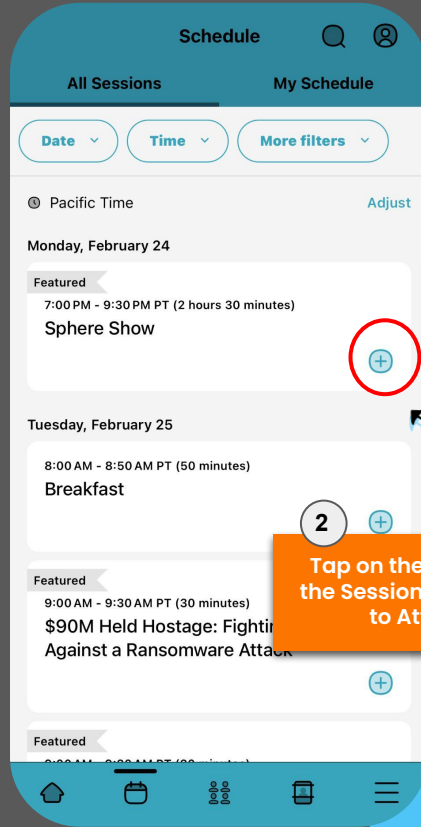 Schedule
All Sessions
My Schedule
Date
Time
More filters
Pacific Time
Adjust
Monday, February 24
Featured
7:00 PM - 9:30 PM PT (2 hours 30 minutes)
Sphere Show
Tuesday, February 25
8:00 AM - 8:50 AM PT (50 minutes)
Breakfast
2
Tap on the
the Session
to At
Featured
9:00 AM - 9:30 AM PT (30 minutes)
$90M Held Hostage: Fightin
Against a Ransomware Attack
Featured